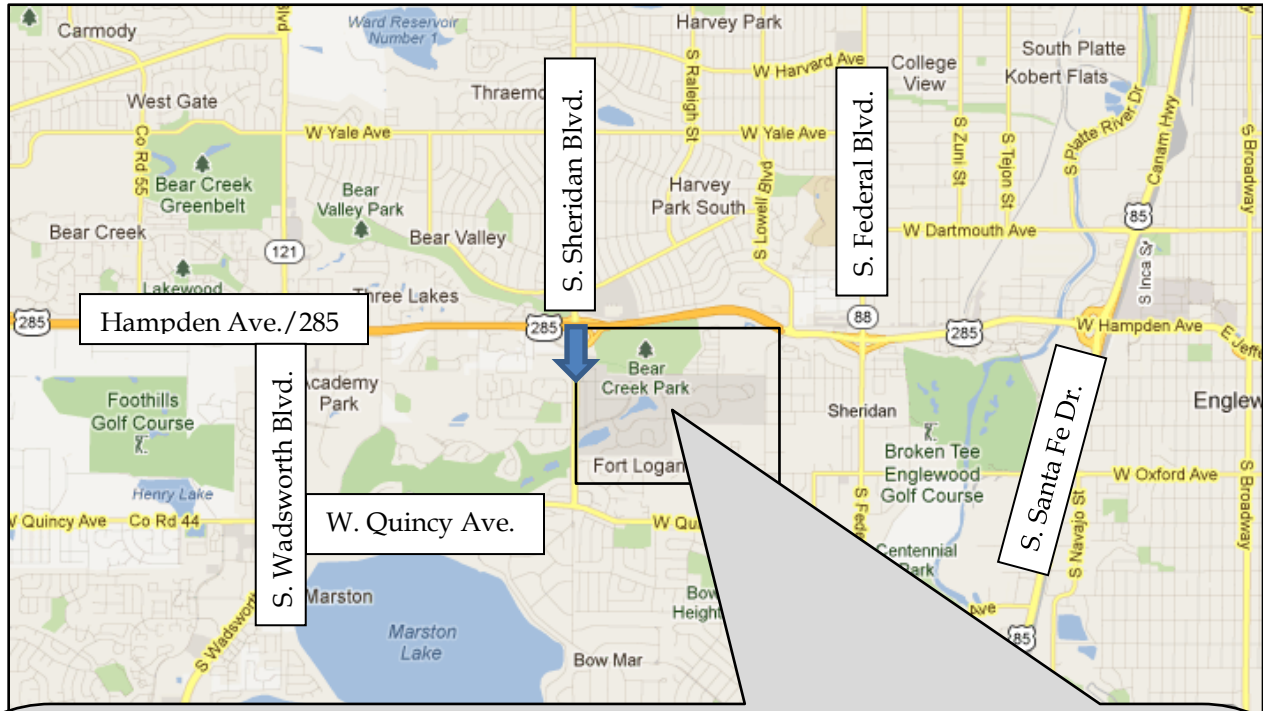 Carmody
Blvd
Ward Reservoir
Number 1
Harvey Park
S Raleigh St
W Harvard Ave
College
View
South Platte
Kobert Flats
S Platte River Dr
Canam Hwy
West Gate
Co Rd 55
W Yale Ave
W Yale Ave
S. Sheridan Blvd.
S. Federal Blvd.
S Zuni St
S Tejon St
S Broadway
Bear Creek
Greenbelt
Bear
Valley Park
Harvey
Park South
S Lowell Blvd
Bear Creek
121
Bear Valley
W Dartmouth Ave
85
S Inca St
Lakewood
Three Lakes
285
Hampden Ave./285
285
88
285
W Hampden Ave
Foothills
Golf Course
S. Wadsworth Blvd.
Academy
Park
Bear
Creek Park
Sheridan
Broken Tee
Englewood
Golf Course
S. Santa Fe Dr.
Henry Lake
Fort Logan
W Oxford Ave
S Broadway
Quincy Ave
Co Rd 44
W. Quincy Ave.
S Navajo St
Centennial
Park
S Wadsworth
Marston
Marston
Lake
Bow Mar
Ave
85